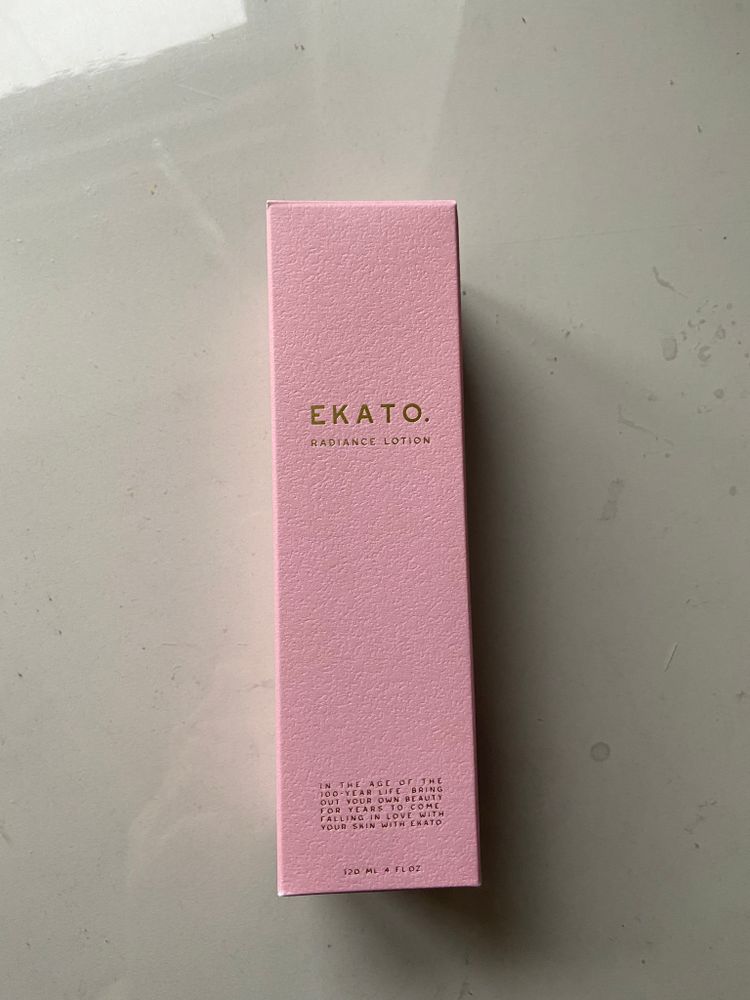 EKATO.
RADIANCE LOTION
IN THE AGE OF THE
100-YEAR LIFE. BRING
OUT YOUR OWN BEAUTY
FOR YEARS TO COME.
FALLING IN LOVE WITH
YOUR SKIN WITH EKATO.
120 ML 4 FL OZ